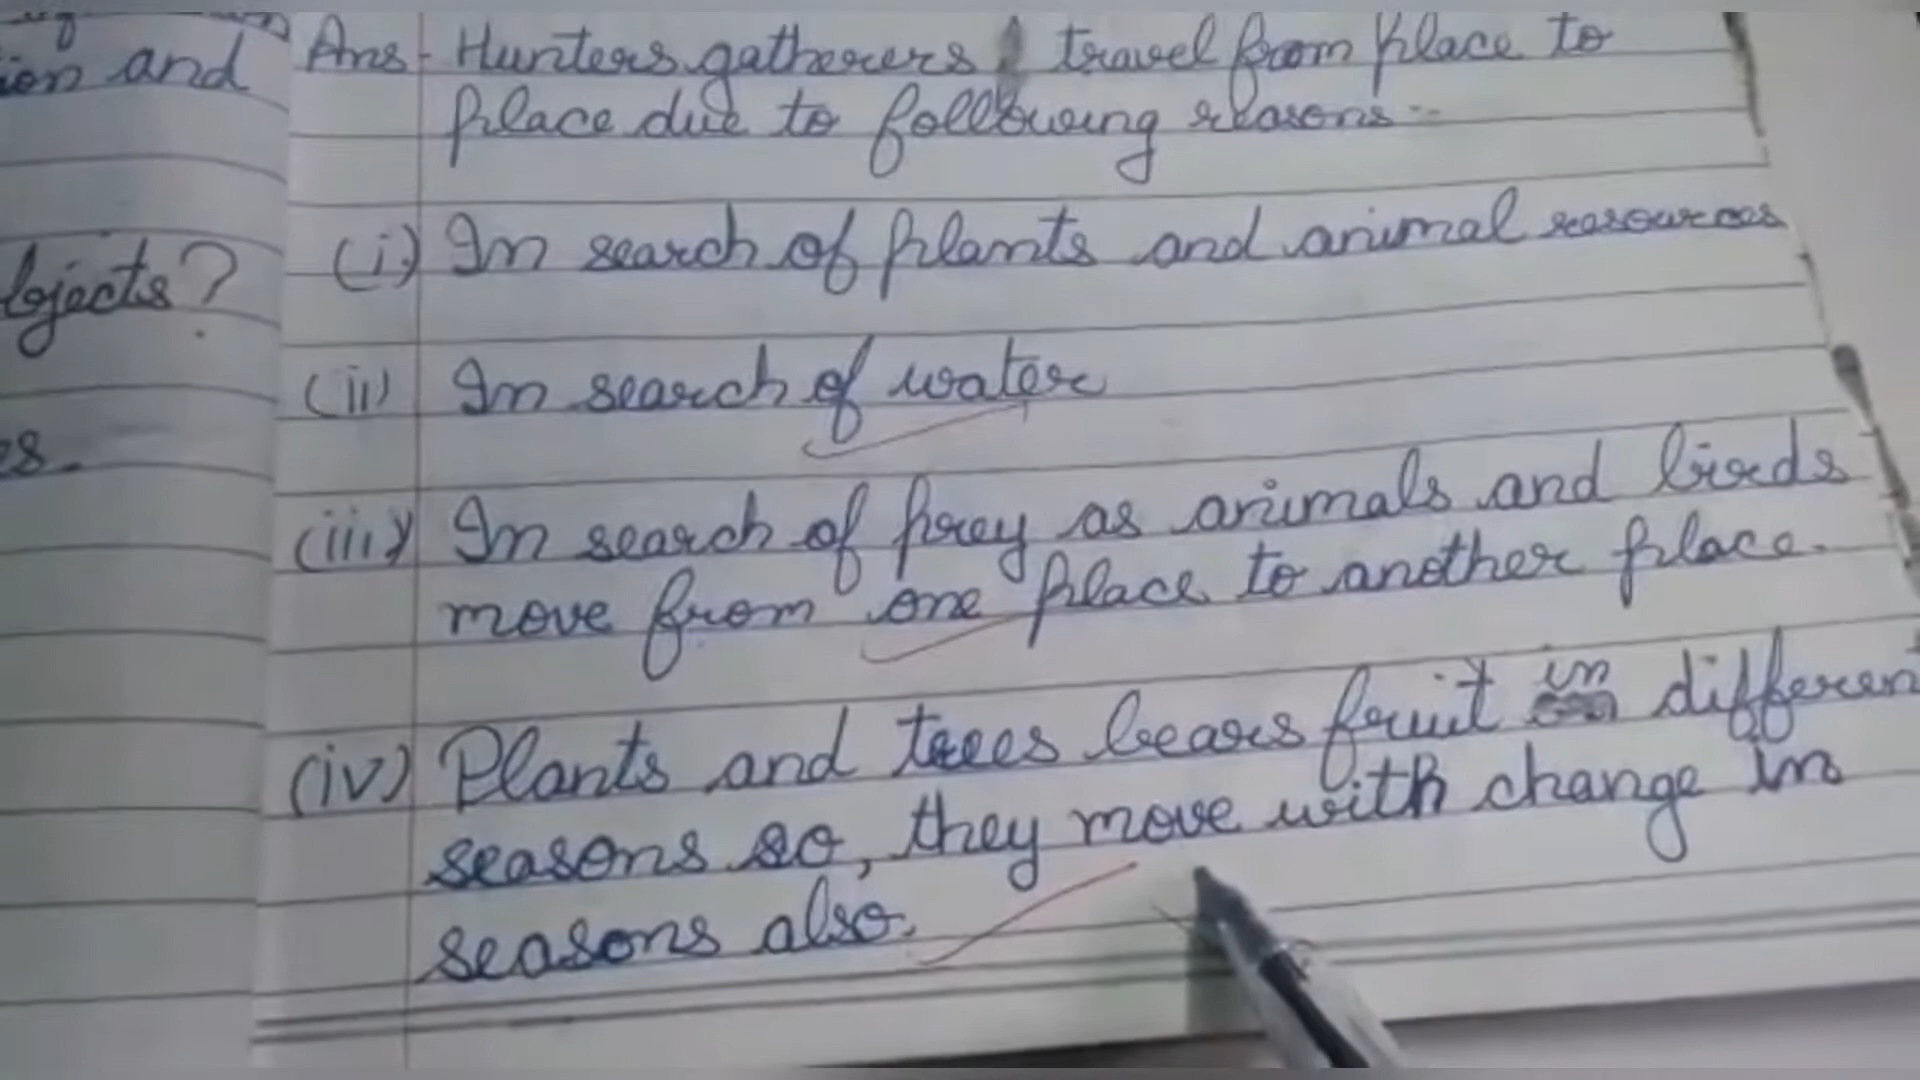 ion and
bjects?
es.
Ans- Hunters gatherers travel from place to
place due to following reasons:-
(i) In search of plants and animal resources
(ii) In search of water
(iii) In search of prey as animals and birds
move from one place to another place.
(iv) Plants and trees bears fruit in different
seasons so, they move with change in
seasons also.